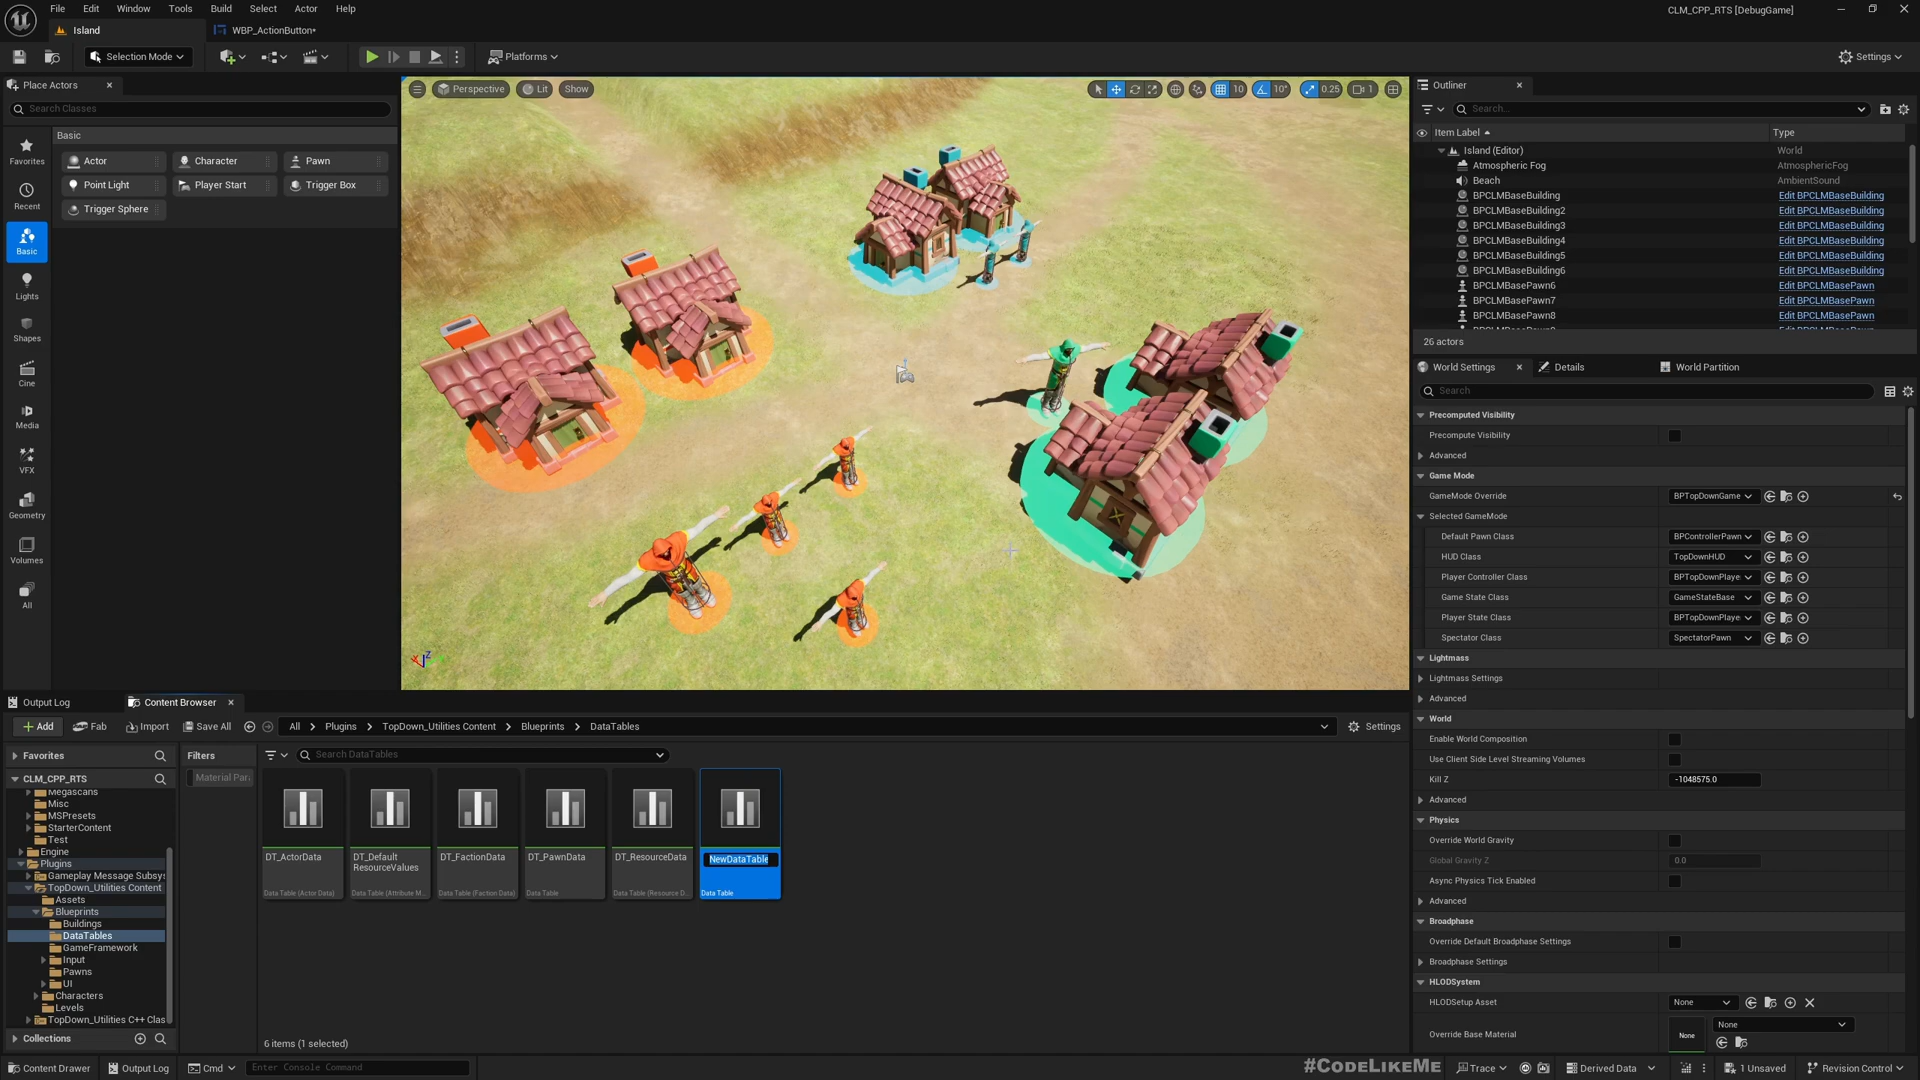 File Edit Window Tools Build Select Actor Help
CLM_CPP_RTS [DebugGame]
Island
WBP_ActionButton*
Selection Mode
Platforms
Settings
Place Actors
Search Classes
Favorites
Recent
Basic
Lights
Shapes
Cine
Media
VFX
Geometry
Volumes
All
Basic
Actor
Character
Pawn
Point Light
Player Start
Trigger Box
Trigger Sphere
Perspective
Lit
Show
10
10°
0.25
1
Z
Outliner
Search...
Item Label
Type
Island (Editor) World
Atmospheric Fog AtmosphericFog
Beach AmbientSound
BPCLMBaseBuilding Edit BPCLMBaseBuilding
BPCLMBaseBuilding2 Edit BPCLMBaseBuilding
BPCLMBaseBuilding3 Edit BPCLMBaseBuilding
BPCLMBaseBuilding4 Edit BPCLMBaseBuilding
BPCLMBaseBuilding5 Edit BPCLMBaseBuilding
BPCLMBaseBuilding6 Edit BPCLMBaseBuilding
BPCLMBasePawn6 Edit BPCLMBasePawn
BPCLMBasePawn7 Edit BPCLMBasePawn
BPCLMBasePawn8 Edit BPCLMBasePawn
26 actors
World Settings
Details
World Partition
Search
Precomputed Visibility
Precompute Visibility
Advanced
Game Mode
GameMode Override BPTopDownGame
Selected GameMode
Default Pawn Class BPControllerPawn
HUD Class TopDownHUD
Player Controller Class BPTopDownPlaye
Game State Class GameStateBase
Player State Class BPTopDownPlaye
Spectator Class SpectatorPawn
Lightmass
Lightmass Settings
Advanced
World
Enable World Composition
Use Client Side Level Streaming Volumes
Kill Z -1048575.0
Advanced
Physics
Override World Gravity
Global Gravity Z 0.0
Async Physics Tick Enabled
Advanced
Broadphase
Override Default Broadphase Settings
Broadphase Settings
HLODSystem
HLODSetup Asset None
Override Base Material None None
Output Log
Content Browser
Add
Fab
Import
Save All
All > Plugins > TopDown_Utilities Content > Blueprints > DataTables
Settings
Favorites
CLM_CPP_RTS
Megascans
Misc
MSPresets
StarterContent
Test
Engine
Plugins
Gameplay Message Subsy
TopDown_Utilities Content
Assets
Blueprints
Buildings
DataTables
GameFramework
Input
Pawns
UI
Characters
Levels
TopDown_Utilities C++ Clas
Collections
Filters
Material Par
Search DataTables
DT_ActorData
Data Table (Actor Data)
DT_Default
ResourceValues
Data Table (Attribute M...
DT_FactionData
Data Table (Faction Data)
DT_PawnData
Data Table
DT_ResourceData
Data Table (Resource D...
NewDataTable
Data Table
6 items (1 selected)
#CODELIKEME
Content Drawer
Output Log
Cmd
Enter Console Command
Trace
Derived Data
1 Unsaved
Revision Control